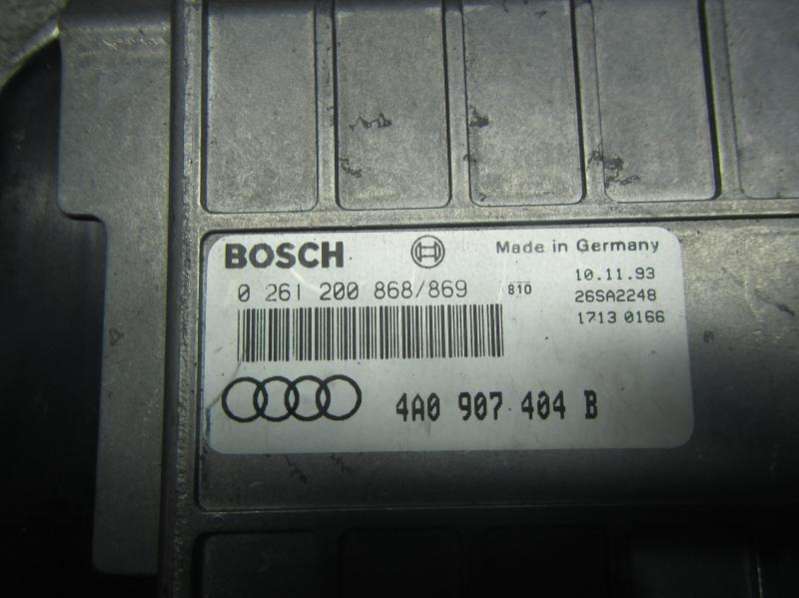 BOSCH Made in Germany
0 261 200 868/869 810 10.11.93
26SA2248
1713 0166
4A0 907 404 B